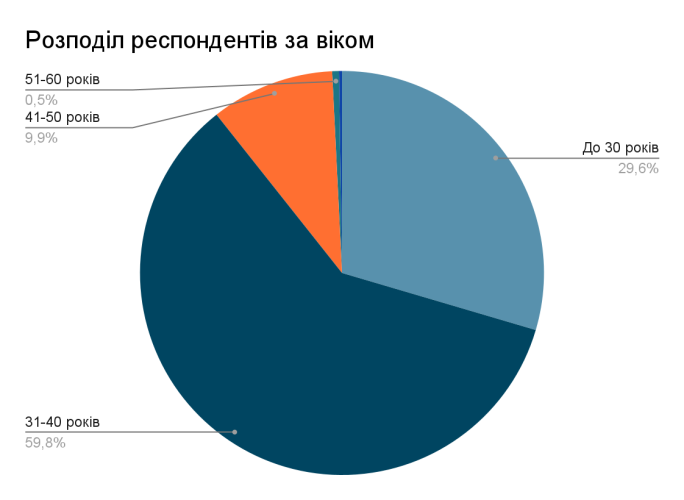 Розподіл респондентів за віком
51-60 років
0,5%
41-50 років
9,9%
До 30 років
29,6%
31-40 років
59,8%